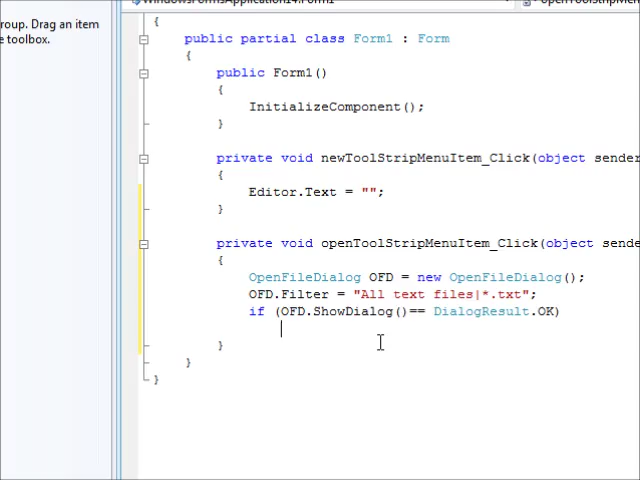 WindowsFormsApplication14.Form1
roup. Drag an item
e toolbox.
{
public partial class Form1 : Form
{
public Form1()
{
InitializeComponent();
}
private void newToolStripMenuItem_Click(object sender
{
Editor.Text = "";
}
private void openToolStripMenuItem_Click(object sende
{
OpenFileDialog OFD = new OpenFileDialog();
OFD.Filter = "All text files|*.txt";
if (OFD.ShowDialog()== DialogResult.OK)
}
}
}